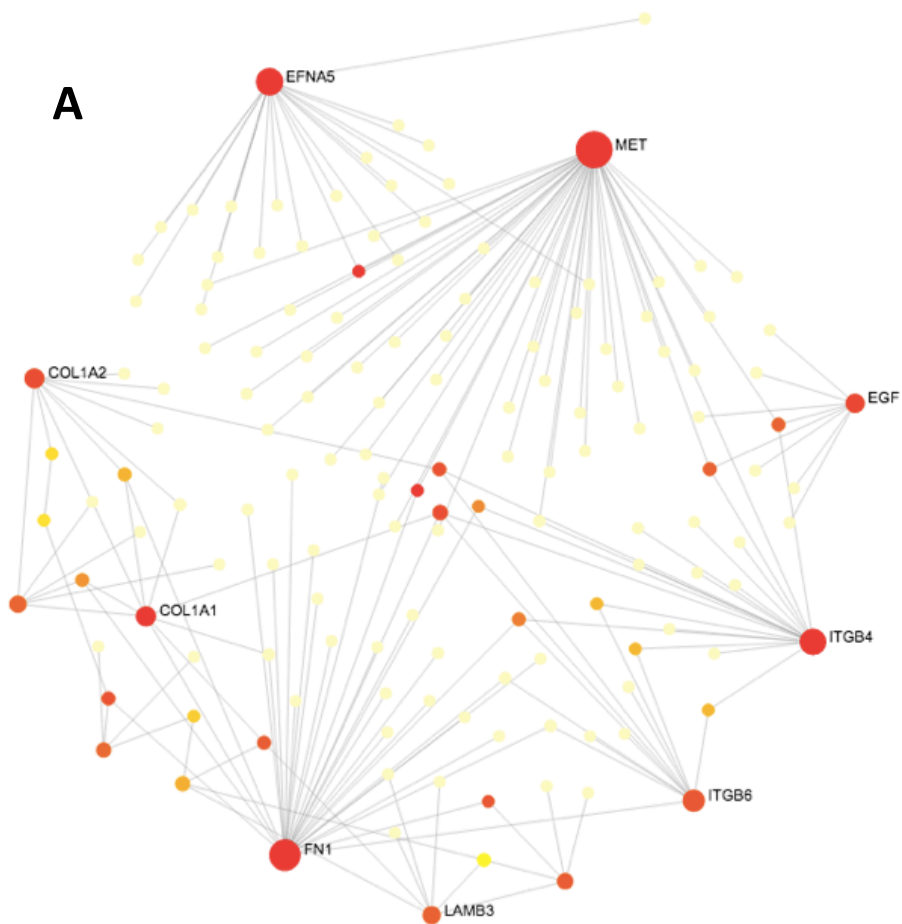 A
EFNA5
MET
COL1A2
EGF
COL1A1
ITGB4
ITGB6
FN1
LAMB3